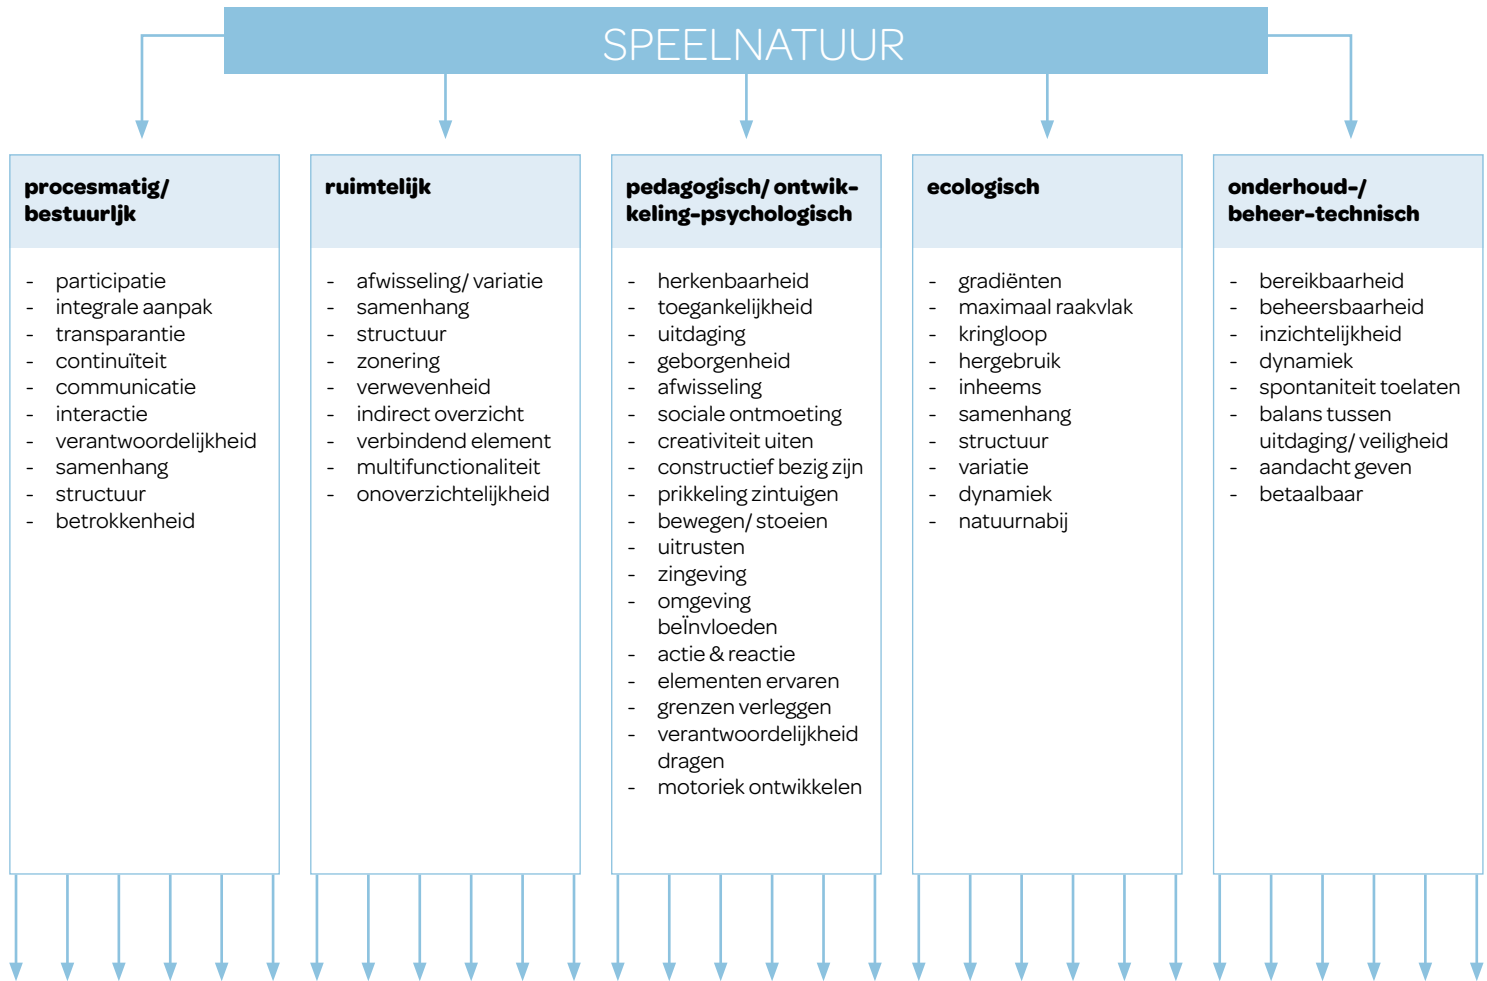 SPEELNATUUR
procesmatig/
bestuurljk
- participatie
- integrale aanpak
- transparantie
- continuïteit
- communicatie
- interactie
- verantwoordelijkheid
- samenhang
- structuur
- betrokkenheid
ruimtelijk
- afwisseling/ variatie
- samenhang
- structuur
- zonering
- verwevenheid
- indirect overzicht
- verbindend element
- multifunctionaliteit
- onoverzichtelijkheid
pedagogisch/ ontwik-
keling-psychologisch
- herkenbaarheid
- toegankelijkheid
- uitdaging
- geborgenheid
- afwisseling
- sociale ontmoeting
- creativiteit uiten
- constructief bezig zijn
- prikkeling zintuigen
- bewegen/ stoeien
- uitrusten
- zingeving
- omgeving
beÏnvloeden
- actie & reactie
- elementen ervaren
- grenzen verleggen
- verantwoordelijkheid
dragen
- motoriek ontwikkelen
ecologisch
- gradiënten
- maximaal raakvlak
- kringloop
- hergebruik
- inheems
- samenhang
- structuur
- variatie
- dynamiek
- natuurnabij
onderhoud-/
beheer-technisch
- bereikbaarheid
- beheersbaarheid
- inzichtelijkheid
- dynamiek
- spontaniteit toelaten
- balans tussen
uitdaging/ veiligheid
- aandacht geven
- betaalbaar